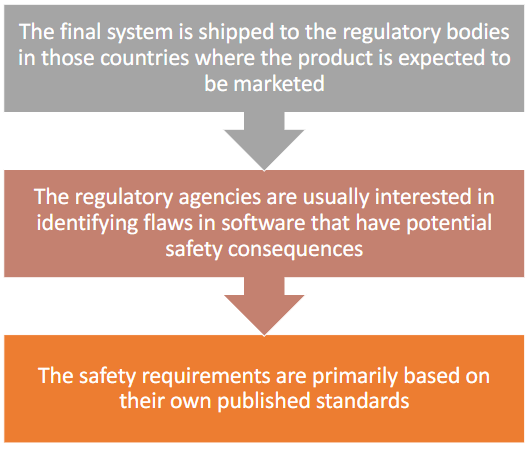 The final system is shipped to the regulatory bodies
in those countries where the product is expected to
be marketed
The regulatory agencies are usually interested in
identifying flaws in software that have potential
safety consequences
The safety requirements are primarily based on
their own published standards